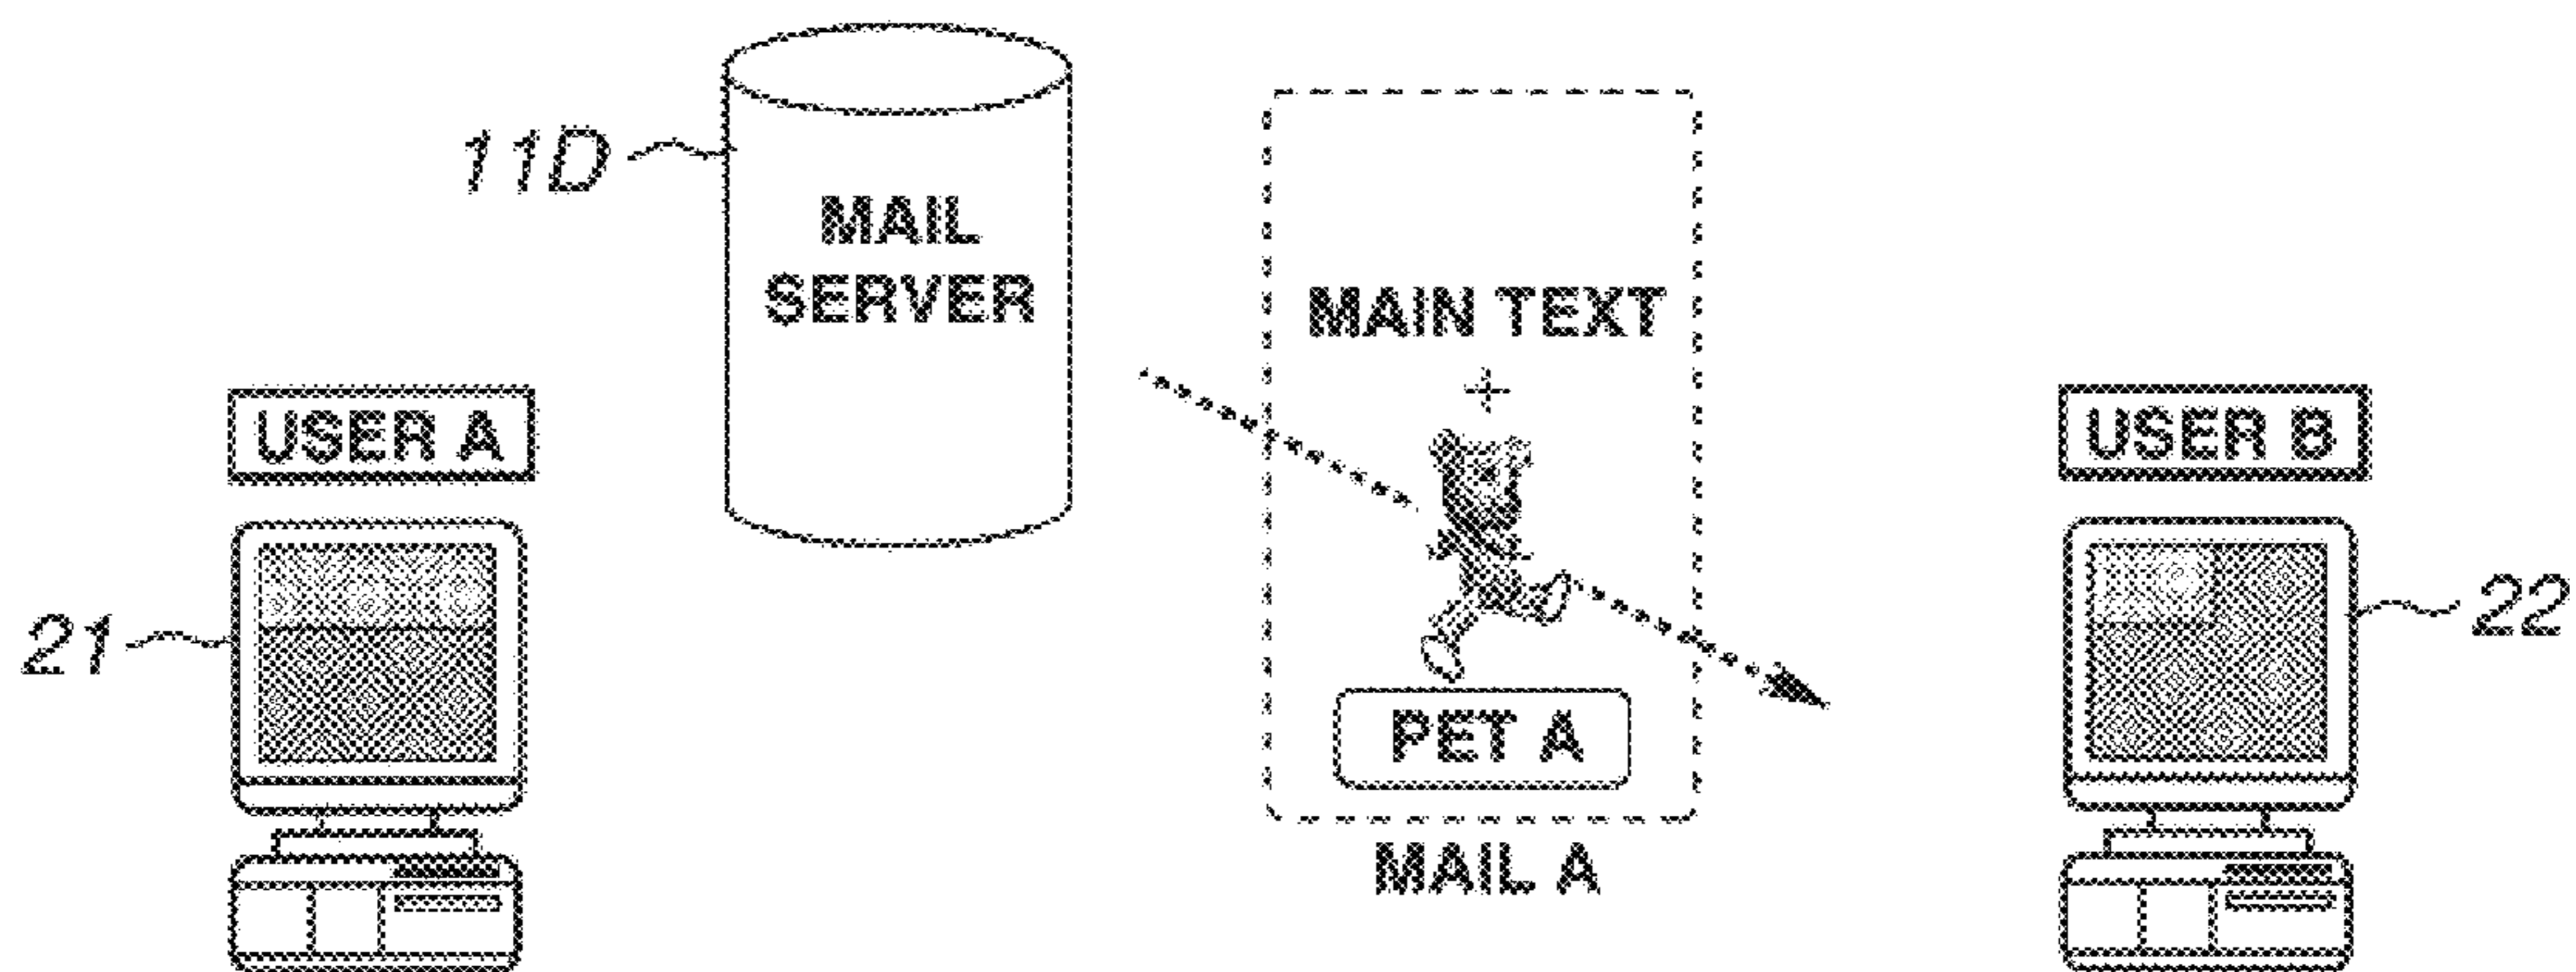 11D
MAIL
SERVER
MAIN TEXT
+
USER A
USER B
21
22
PET A
MAIL A